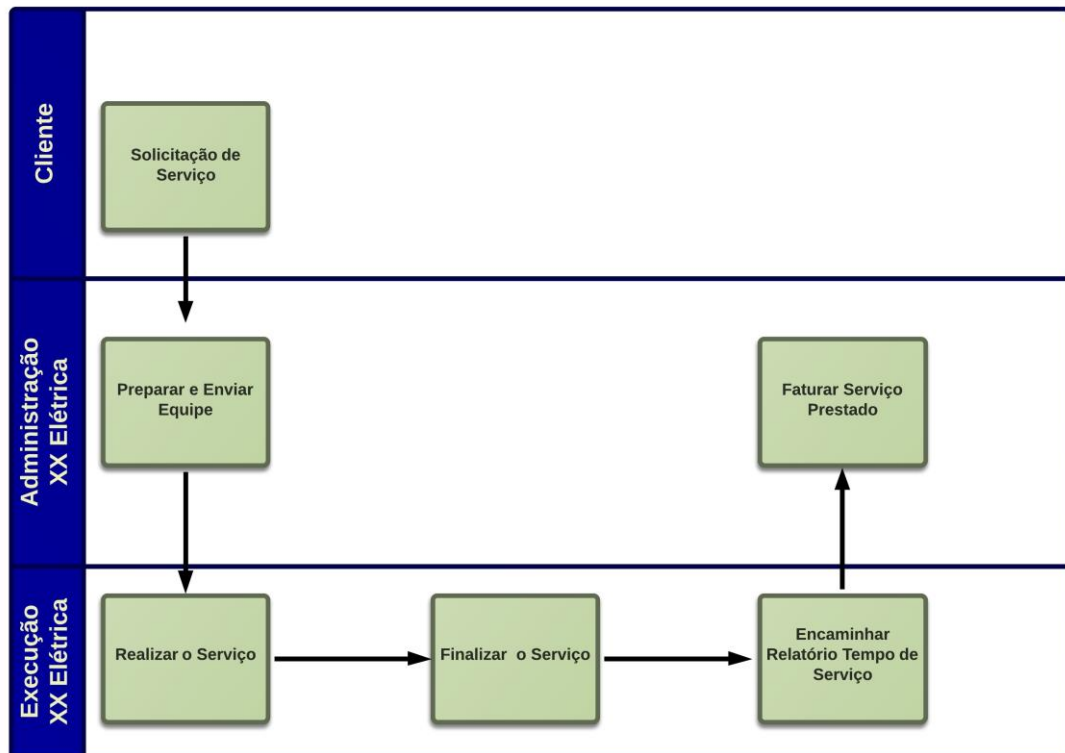 Cliente
Solicitação de
Serviço
Administração
XX Elétrica
Preparar e Enviar
Equipe
Faturar Serviço
Prestado
Execução
XX Elétrica
Realizar o Serviço
Finalizar o Serviço
Encaminhar
Relatório Tempo de
Serviço